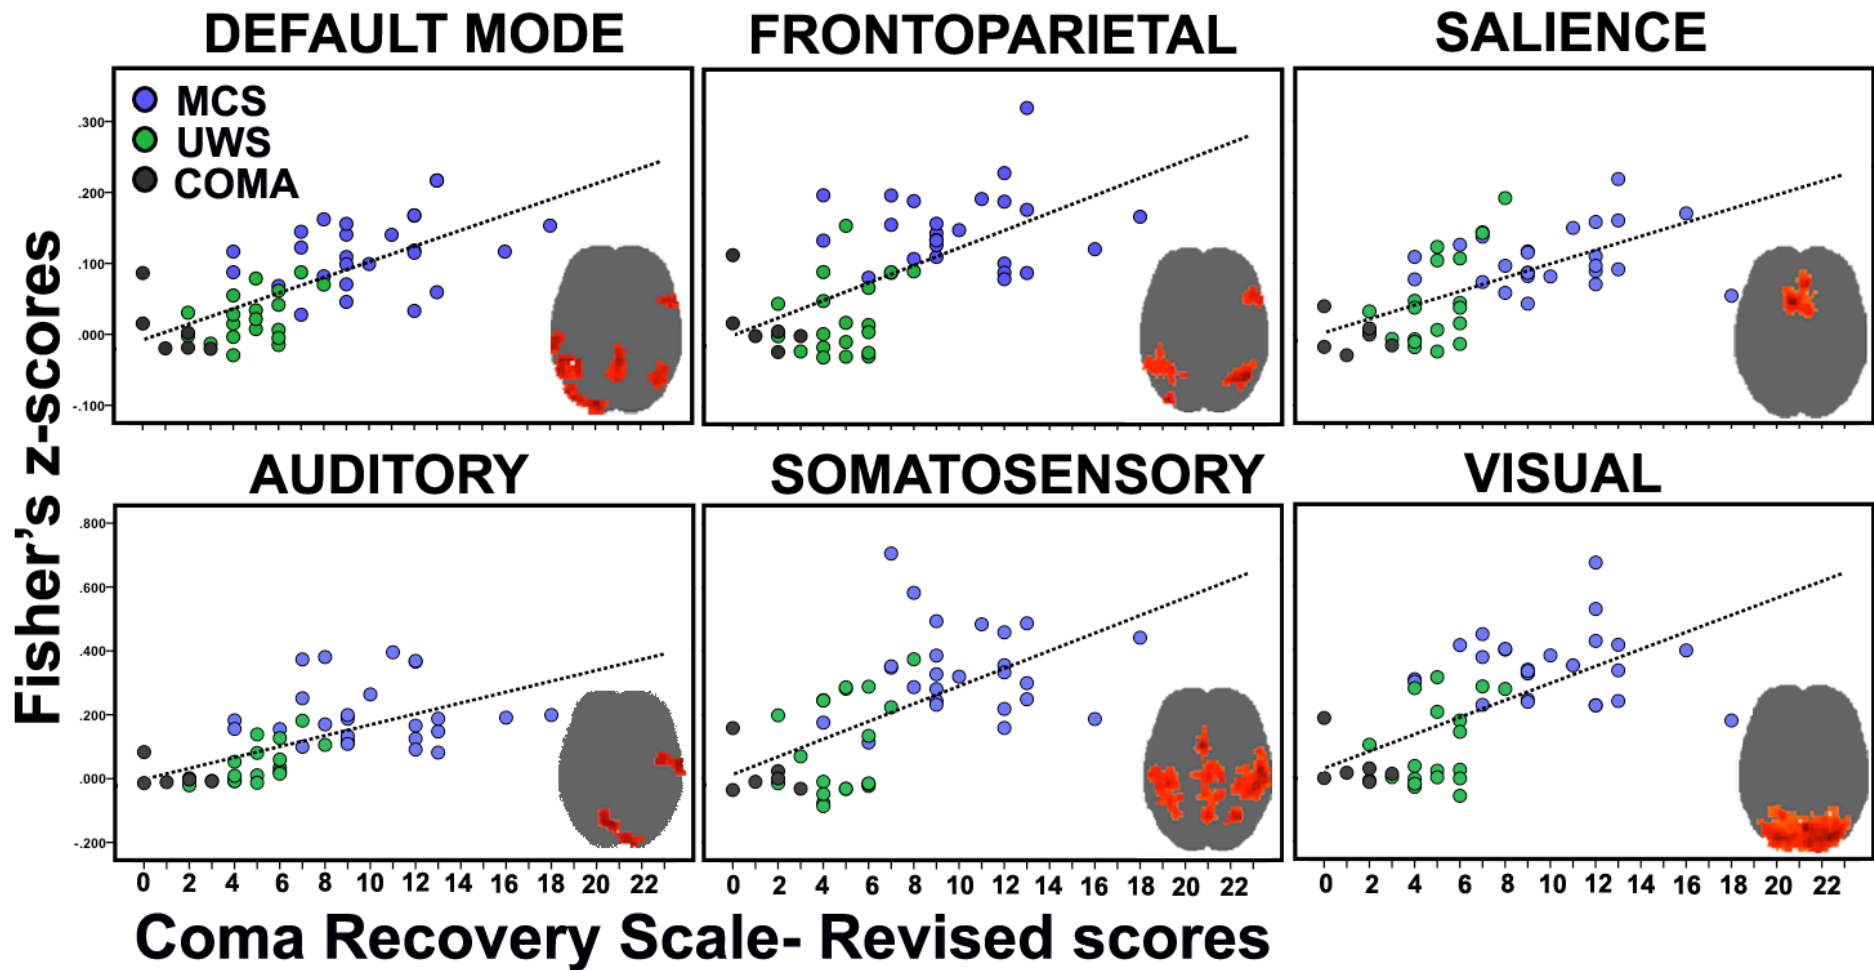 DEFAULT MODE
FRONTOPARIETAL
SALIENCE
MCS
UWS
COMA
.300
.200
.100
.000
-.100
Fisher's z-scores
AUDITORY
SOMATOSENSORY
VISUAL
.800
.600
.400
.200
.000
-.200
0 2 4 6 8 10 12 14 16 18 20 22
0 2 4 6 8 10 12 14 16 18 20 22
0 2 4 6 8 10 12 14 16 18 20 22
Coma Recovery Scale- Revised scores